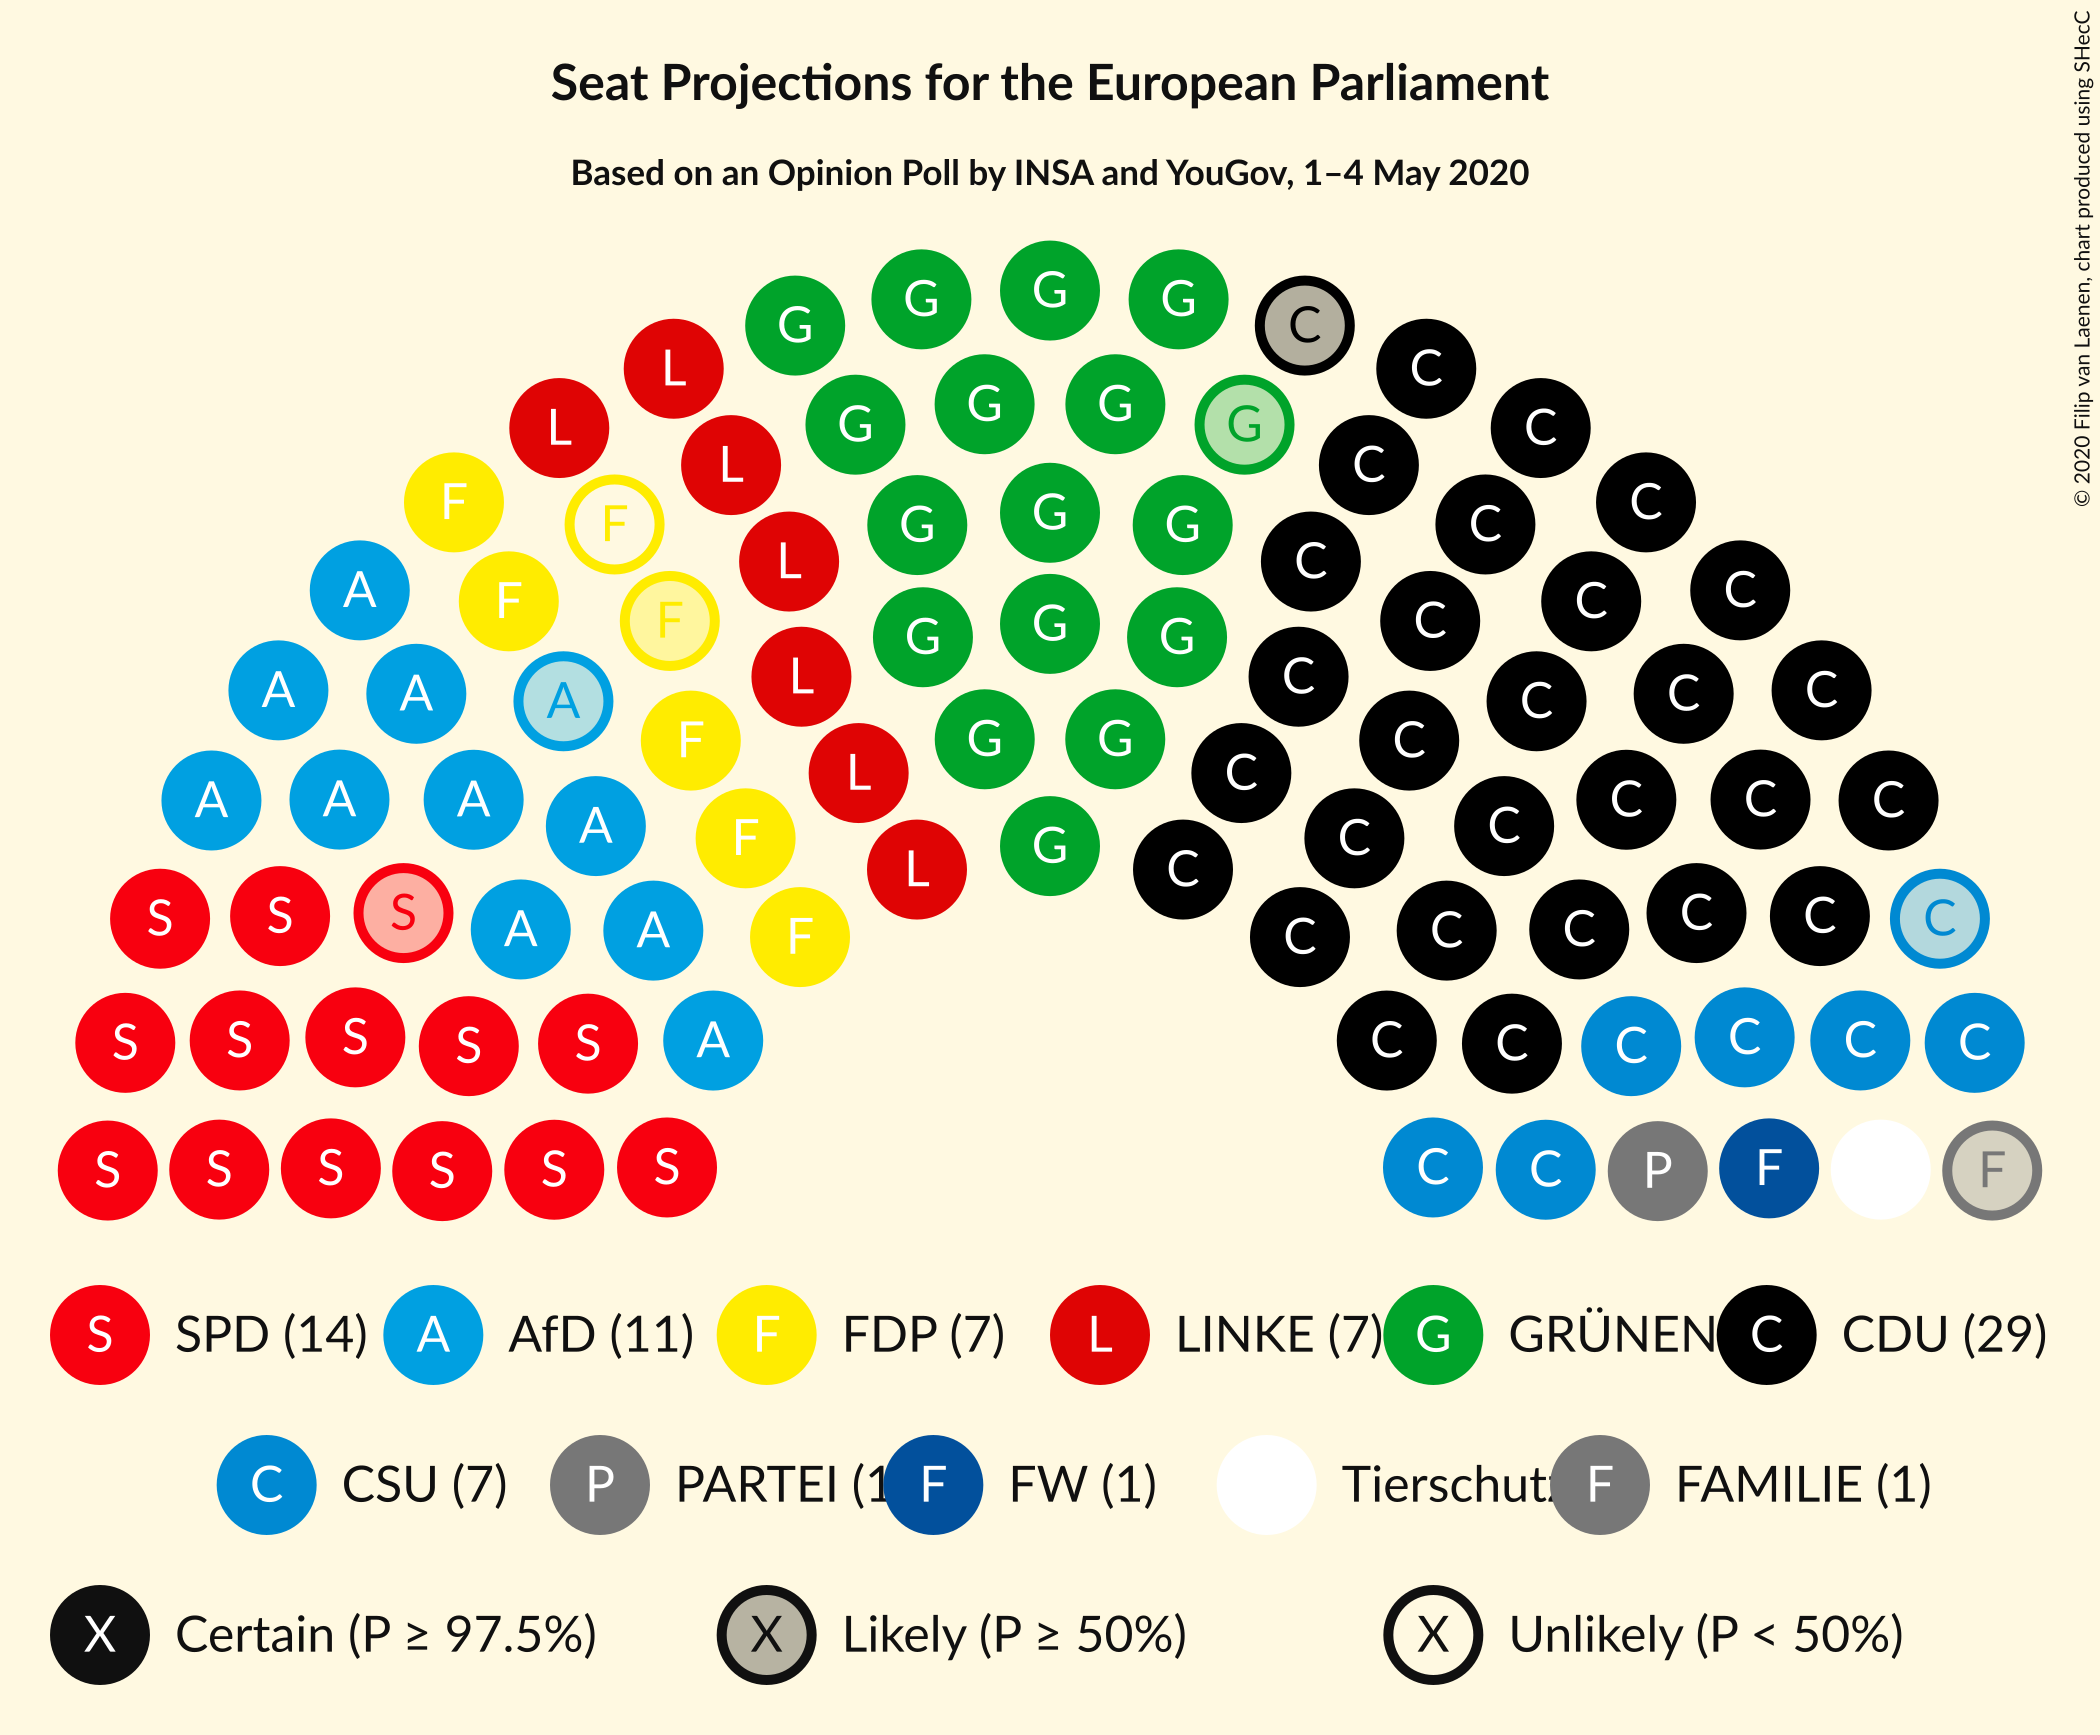 Seat Projections for the European Parliament
Based on an Opinion Poll by INSA and YouGov, 1–4 May 2020
© 2020 Filip van Laenen, chart produced using SHecC
G G G G C
L G G G G C
L L G G G C C
F F L G G G C C C
A F F L G G G C C C C
A A A F L G G C C C C C
A A A A F L G C C C C C C
S S S A A F C C C C C C
S S S S S A C C C C C C
S S S S S S C C P F F
S SPD (14) A AfD (11) F FDP (7) L LINKE (7) G GRÜNEN C CDU (29)
C CSU (7) P PARTEI (1 F FW (1) Tierschutz F FAMILIE (1)
X Certain (P ≥ 97.5%) X Likely (P ≥ 50%) X Unlikely (P < 50%)